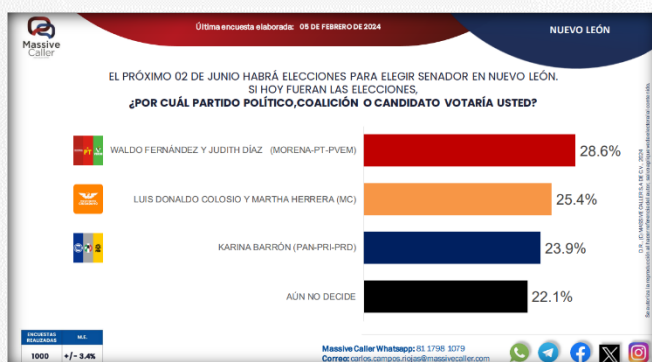 Massive
Caller
Última encuesta elaborada: 05 DE FEBRERO DE 2024
NUEVO LEÓN
EL PRÓXIMO 02 DE JUNIO HABRÁ ELECCIONES PARA ELEGIR SENADOR EN NUEVO LEÓN.
SI HOY FUERAN LAS ELECCIONES,
¿POR CUÁL PARTIDO POLÍTICO,COALICIÓN O CANDIDATO VOTARÍA USTED?
WALDO FERNÁNDEZ Y JUDITH DÍAZ (MORENA-PT-PVEM) 28.6%
LUIS DONALDO COLOSIO Y MARTHA HERRERA (MC) 25.4%
KARINA BARRÓN (PAN-PRI-PRD) 23.9%
AÚN NO DECIDE 22.1%
ENCUESTAS REALIZADAS M.E.
1000 +/- 3.4%
Massive Caller Whatsapp: 81 1798 1079
Correo: carlos.campos.riojas@massivecaller.com